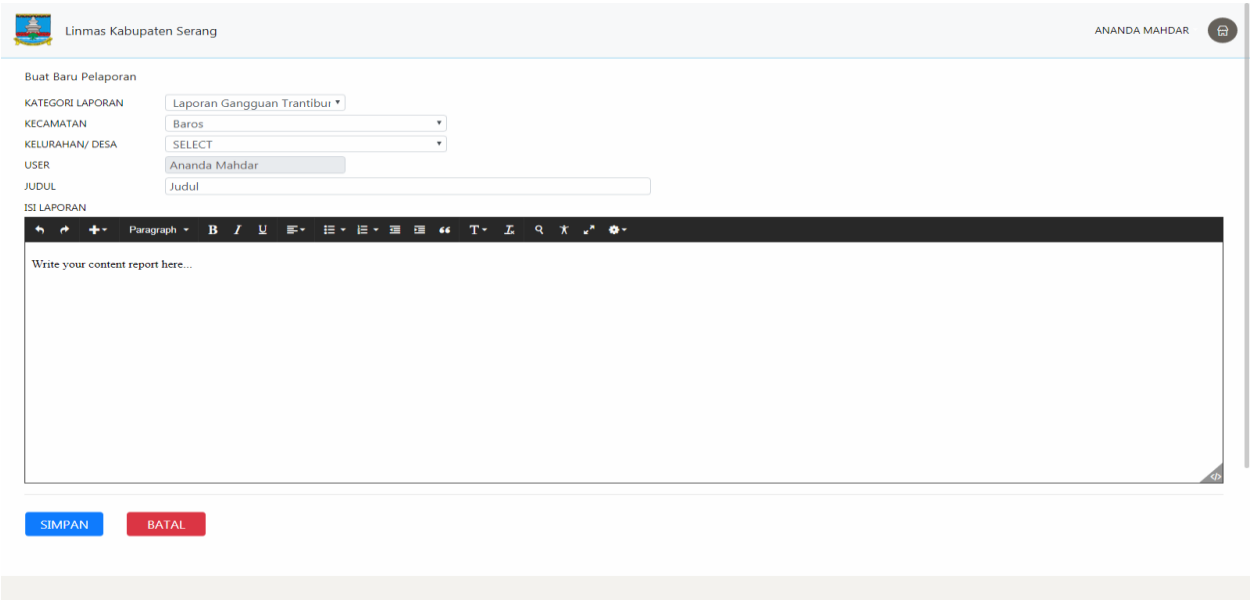 Linmas Kabupaten Serang
ANANDA MAHDAR
Buat Baru Pelaporan
KATEGORI LAPORAN Laporan Gangguan Trantibur
KECAMATAN Baros
KELURAHAN/ DESA SELECT
USER Ananda Mahdar
JUDUL Judul
ISI LAPORAN
Paragraph B I U T
Write your content report here...
SIMPAN BATAL